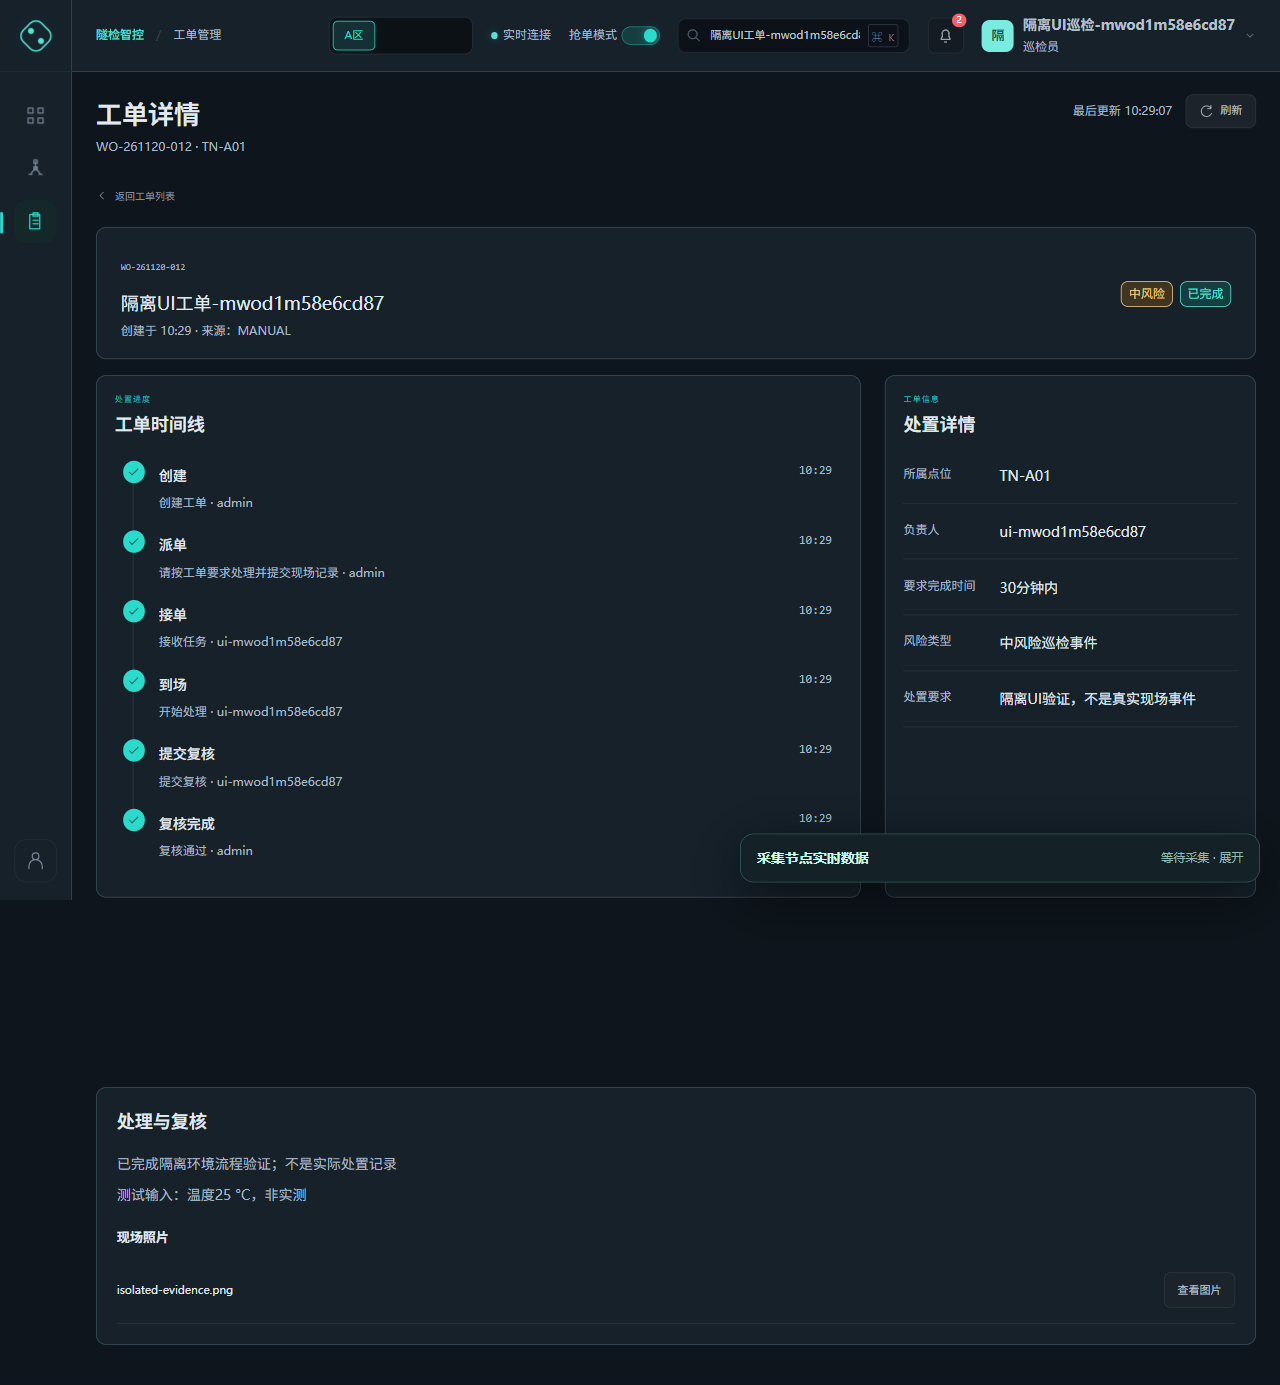 隧检智控 / 工单管理
A区
实时连接
抢单模式
隔离UI工单-mwod1m58e6cd
⌘ K
2
隔
隔离UI巡检-mwod1m58e6cd87
巡检员
工单详情
WO-261120-012 · TN-A01
最后更新 10:29:07
刷新
返回工单列表
WO-261120-012
隔离UI工单-mwod1m58e6cd87
创建于 10:29 · 来源：MANUAL
中风险
已完成
处置进度
工单时间线
创建
10:29
创建工单 · admin
派单
10:29
请按工单要求处理并提交现场记录 · admin
接单
10:29
接收任务 · ui-mwod1m58e6cd87
到场
10:29
开始处理 · ui-mwod1m58e6cd87
提交复核
10:29
提交复核 · ui-mwod1m58e6cd87
复核完成
10:29
复核通过 · admin
工单信息
处置详情
所属点位 TN-A01
负责人 ui-mwod1m58e6cd87
要求完成时间 30分钟内
风险类型 中风险巡检事件
处置要求 隔离UI验证，不是真实现场事件
采集节点实时数据
等待采集 · 展开
处理与复核
已完成隔离环境流程验证；不是实际处置记录
测试输入：温度25 °C，非实测
现场照片
isolated-evidence.png
查看图片